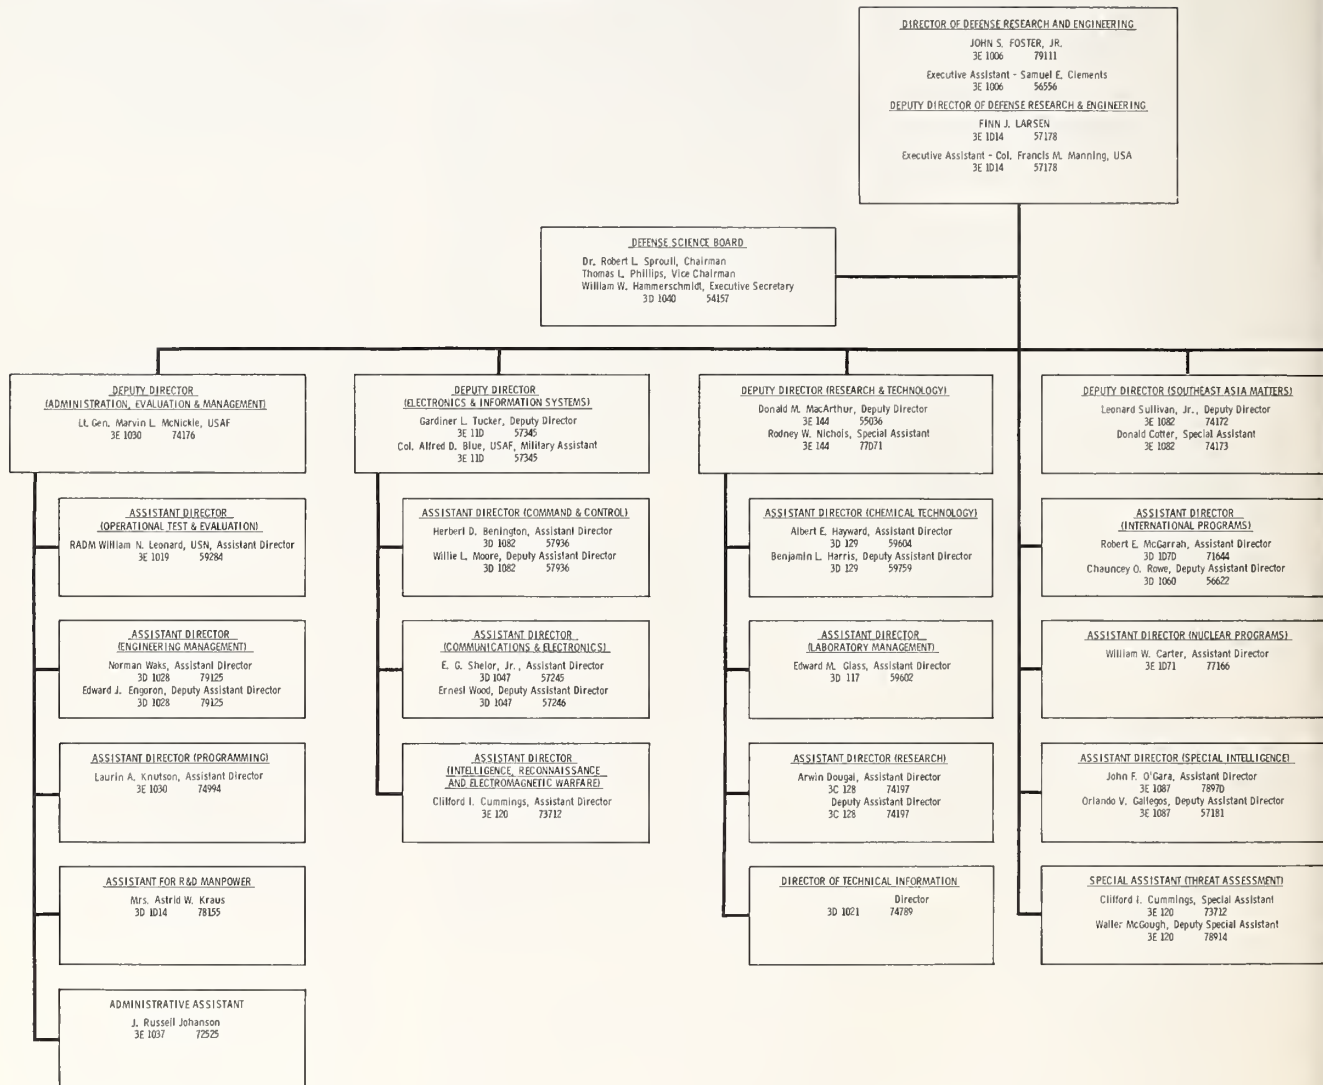 DIRECTOR OF DEFENSE RESEARCH AND ENGINEERING
JOHN S. FOSTER, JR.
3E 1006 79111
Executive Assistant - Samuel E. Clements
3E 1006 56556
DEPUTY DIRECTOR OF DEFENSE RESEARCH & ENGINEERING
FINN J. LARSEN
3E 1D14 57178
Executive Assistant - Col. Francis M. Manning, USA
3E 1D14 57178
DEFENSE SCIENCE BOARD
Dr. Robert L. Sproull, Chairman
Thomas L. Phillips, Vice Chairman
William W. Hammerschmidt, Executive Secretary
3D 1040 54157
DEPUTY DIRECTOR
(ADMINISTRATION, EVALUATION & MANAGEMENT)
Lt. Gen. Marvin L. McNickle, USAF
3E 1030 74176
ASSISTANT DIRECTOR
(OPERATIONAL TEST & EVALUATION)
RADM William N. Leonard, USN, Assistant Director
3E 1019 59284
ASSISTANT DIRECTOR
(ENGINEERING MANAGEMENT)
Norman Waks, Assistant Director
3D 1028 79125
Edward J. Engoron, Deputy Assistant Director
3D 1028 79125
ASSISTANT DIRECTOR (PROGRAMMING)
Laurin A. Knutson, Assistant Director
3E 1030 74994
ASSISTANT FOR R&D MANPOWER
Mrs. Astrid W. Kraus
3D 1D14 78155
ADMINISTRATIVE ASSISTANT
J. Russell Johanson
3E 1037 72525
DEPUTY DIRECTOR
(ELECTRONICS & INFORMATION SYSTEMS)
Gardiner L. Tucker, Deputy Director
3E 11D 57345
Col. Alfred D. Blue, USAF, Military Assistant
3E 11D 57345
ASSISTANT DIRECTOR (COMMAND & CONTROL)
Herbert D. Benington, Assistant Director
3D 1082 57936
Willie L. Moore, Deputy Assistant Director
3D 1082 57936
ASSISTANT DIRECTOR
(COMMUNICATIONS & ELECTRONICS)
E. G. Shelor, Jr., Assistant Director
3D 1047 57245
Ernest Wood, Deputy Assistant Director
3D 1047 57246
ASSISTANT DIRECTOR
(INTELLIGENCE, RECONNAISSANCE
AND ELECTROMAGNETIC WARFARE)
Clifford I. Cummings, Assistant Director
3E 120 73712
DEPUTY DIRECTOR (RESEARCH & TECHNOLOGY)
Donald M. MacArthur, Deputy Director
3E 144 55036
Rodney W. Nichols, Special Assistant
3E 144 77D71
ASSISTANT DIRECTOR (CHEMICAL TECHNOLOGY)
Albert E. Hayward, Assistant Director
3D 129 59604
Benjamin L. Harris, Deputy Assistant Director
3D 129 59759
ASSISTANT DIRECTOR
(LABORATORY MANAGEMENT)
Edward M. Glass, Assistant Director
3D 117 59602
ASSISTANT DIRECTOR (RESEARCH)
Arwin Dougal, Assistant Director
3C 128 74197
Deputy Assistant Director
3C 128 74197
DIRECTOR OF TECHNICAL INFORMATION
Director
3D 1021 74789
DEPUTY DIRECTOR (SOUTHEAST ASIA MATTERS)
Leonard Sullivan, Jr., Deputy Director
3E 1082 74172
Donald Cotter, Special Assistant
3E 1082 74173
ASSISTANT DIRECTOR
(INTERNATIONAL PROGRAMS)
Robert E. McGarrah, Assistant Director
3D 1D7D 71644
Chauncey O. Rowe, Deputy Assistant Director
3D 1060 56622
ASSISTANT DIRECTOR (NUCLEAR PROGRAMS)
William W. Carter, Assistant Director
3E 1D71 77166
ASSISTANT DIRECTOR (SPECIAL INTELLIGENCE)
John F. O'Gara, Assistant Director
3E 1087 7897D
Orlando V. Gallegos, Deputy Assistant Director
3E 1087 57181
SPECIAL ASSISTANT (THREAT ASSESSMENT)
Clifford I. Cummings, Special Assistant
3E 120 73712
Walter McGough, Deputy Special Assistant
3E 120 78914